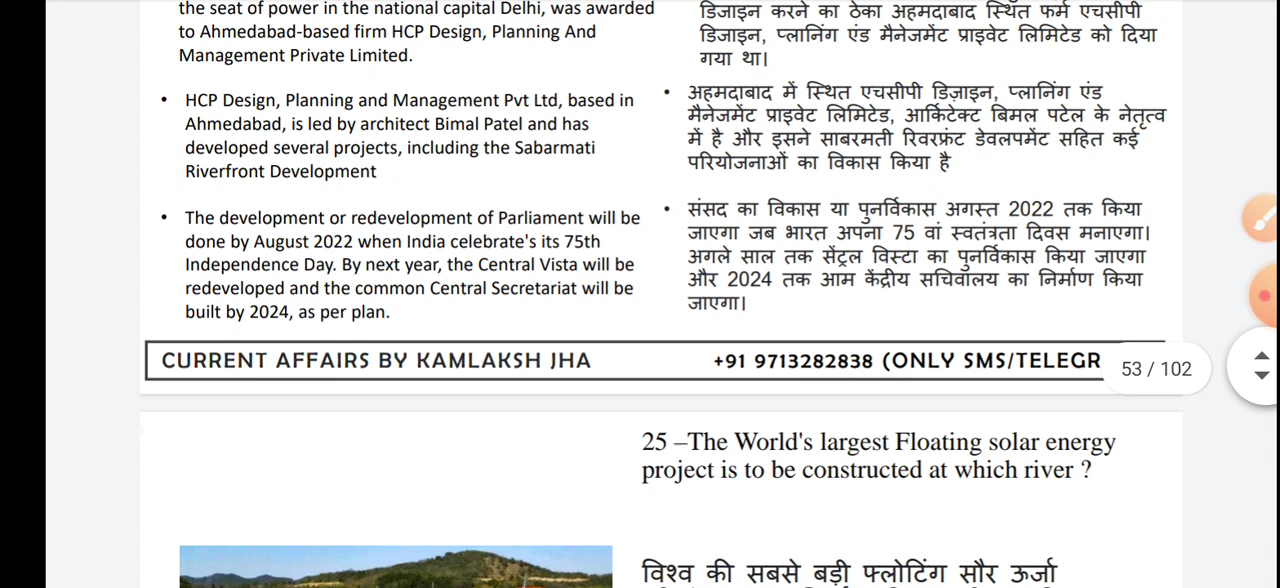 the seat of power in the national capital Delhi, was awarded
to Ahmedabad-based firm HCP Design, Planning And
Management Private Limited.
• HCP Design, Planning and Management Pvt Ltd, based in
Ahmedabad, is led by architect Bimal Patel and has
developed several projects, including the Sabarmati
Riverfront Development
• The development or redevelopment of Parliament will be
done by August 2022 when India celebrate's its 75th
Independence Day. By next year, the Central Vista will be
redeveloped and the common Central Secretariat will be
built by 2024, as per plan.
डिजाइन करने का ठेका अहमदाबाद स्थित फर्म एचसीपी
डिजाइन, प्लानिंग एंड मैनेजमेंट प्राइवेट लिमिटेड को दिया
गया था।
• अहमदाबाद में स्थित एचसीपी डिज़ाइन, प्लानिंग एंड
मैनेजमेंट प्राइवेट लिमिटेड, आर्किटेक्ट बिमल पटेल के नेतृत्व
में है और इसने साबरमती रिवरफ्रंट डेवलपमेंट सहित कई
परियोजनाओं का विकास किया है
• संसद का विकास या पुनर्विकास अगस्त 2022 तक किया
जाएगा जब भारत अपना 75 वां स्वतंत्रता दिवस मनाएगा।
अगले साल तक सेंट्रल विस्टा का पुनर्विकास किया जाएगा
और 2024 तक आम केंद्रीय सचिवालय का निर्माण किया
जाएगा।
CURRENT AFFAIRS BY KAMLAKSH JHA +91 9713282838 (ONLY SMS/TELEGR
53 / 102
25 –The World's largest Floating solar energy
project is to be constructed at which river ?
विश्व की सबसे बड़ी फ्लोटिंग सौर ऊर्जा